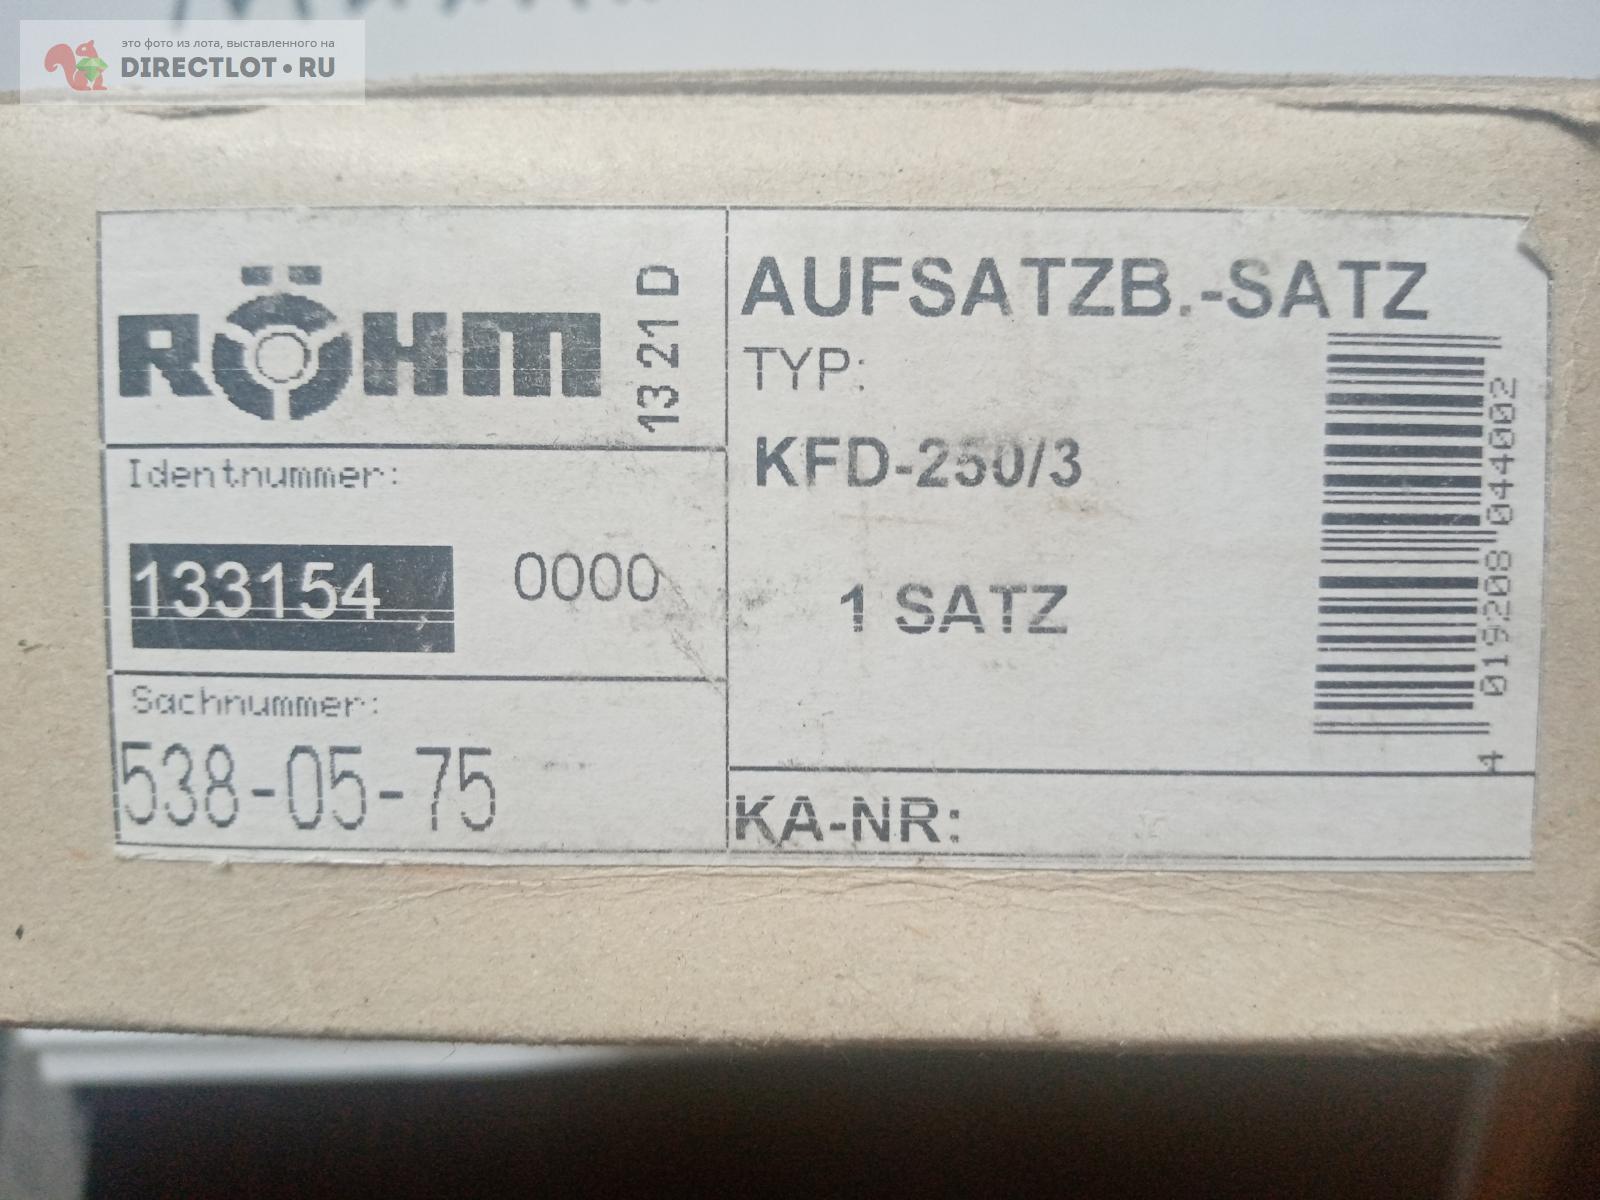 это фото из лота, выставленного на
DIRECTLOT•RU
RÖHM
13 21 D
Identnummer:
133154 0000
Sachnummer:
538-05-75
AUFSATZB.-SATZ
TYP:
KFD-250/3
1 SATZ
4 019208 044002
KA-NR: